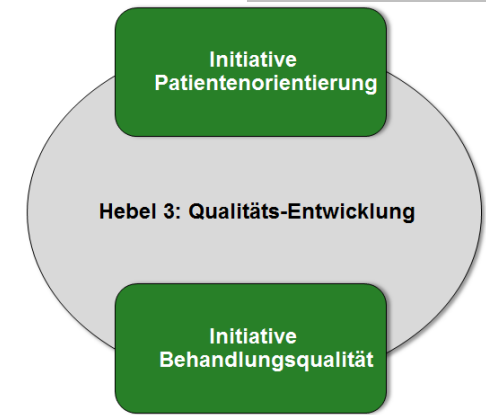 Initiative
Patientenorientierung
Hebel 3: Qualitäts-Entwicklung
Initiative
Behandlungsqualität